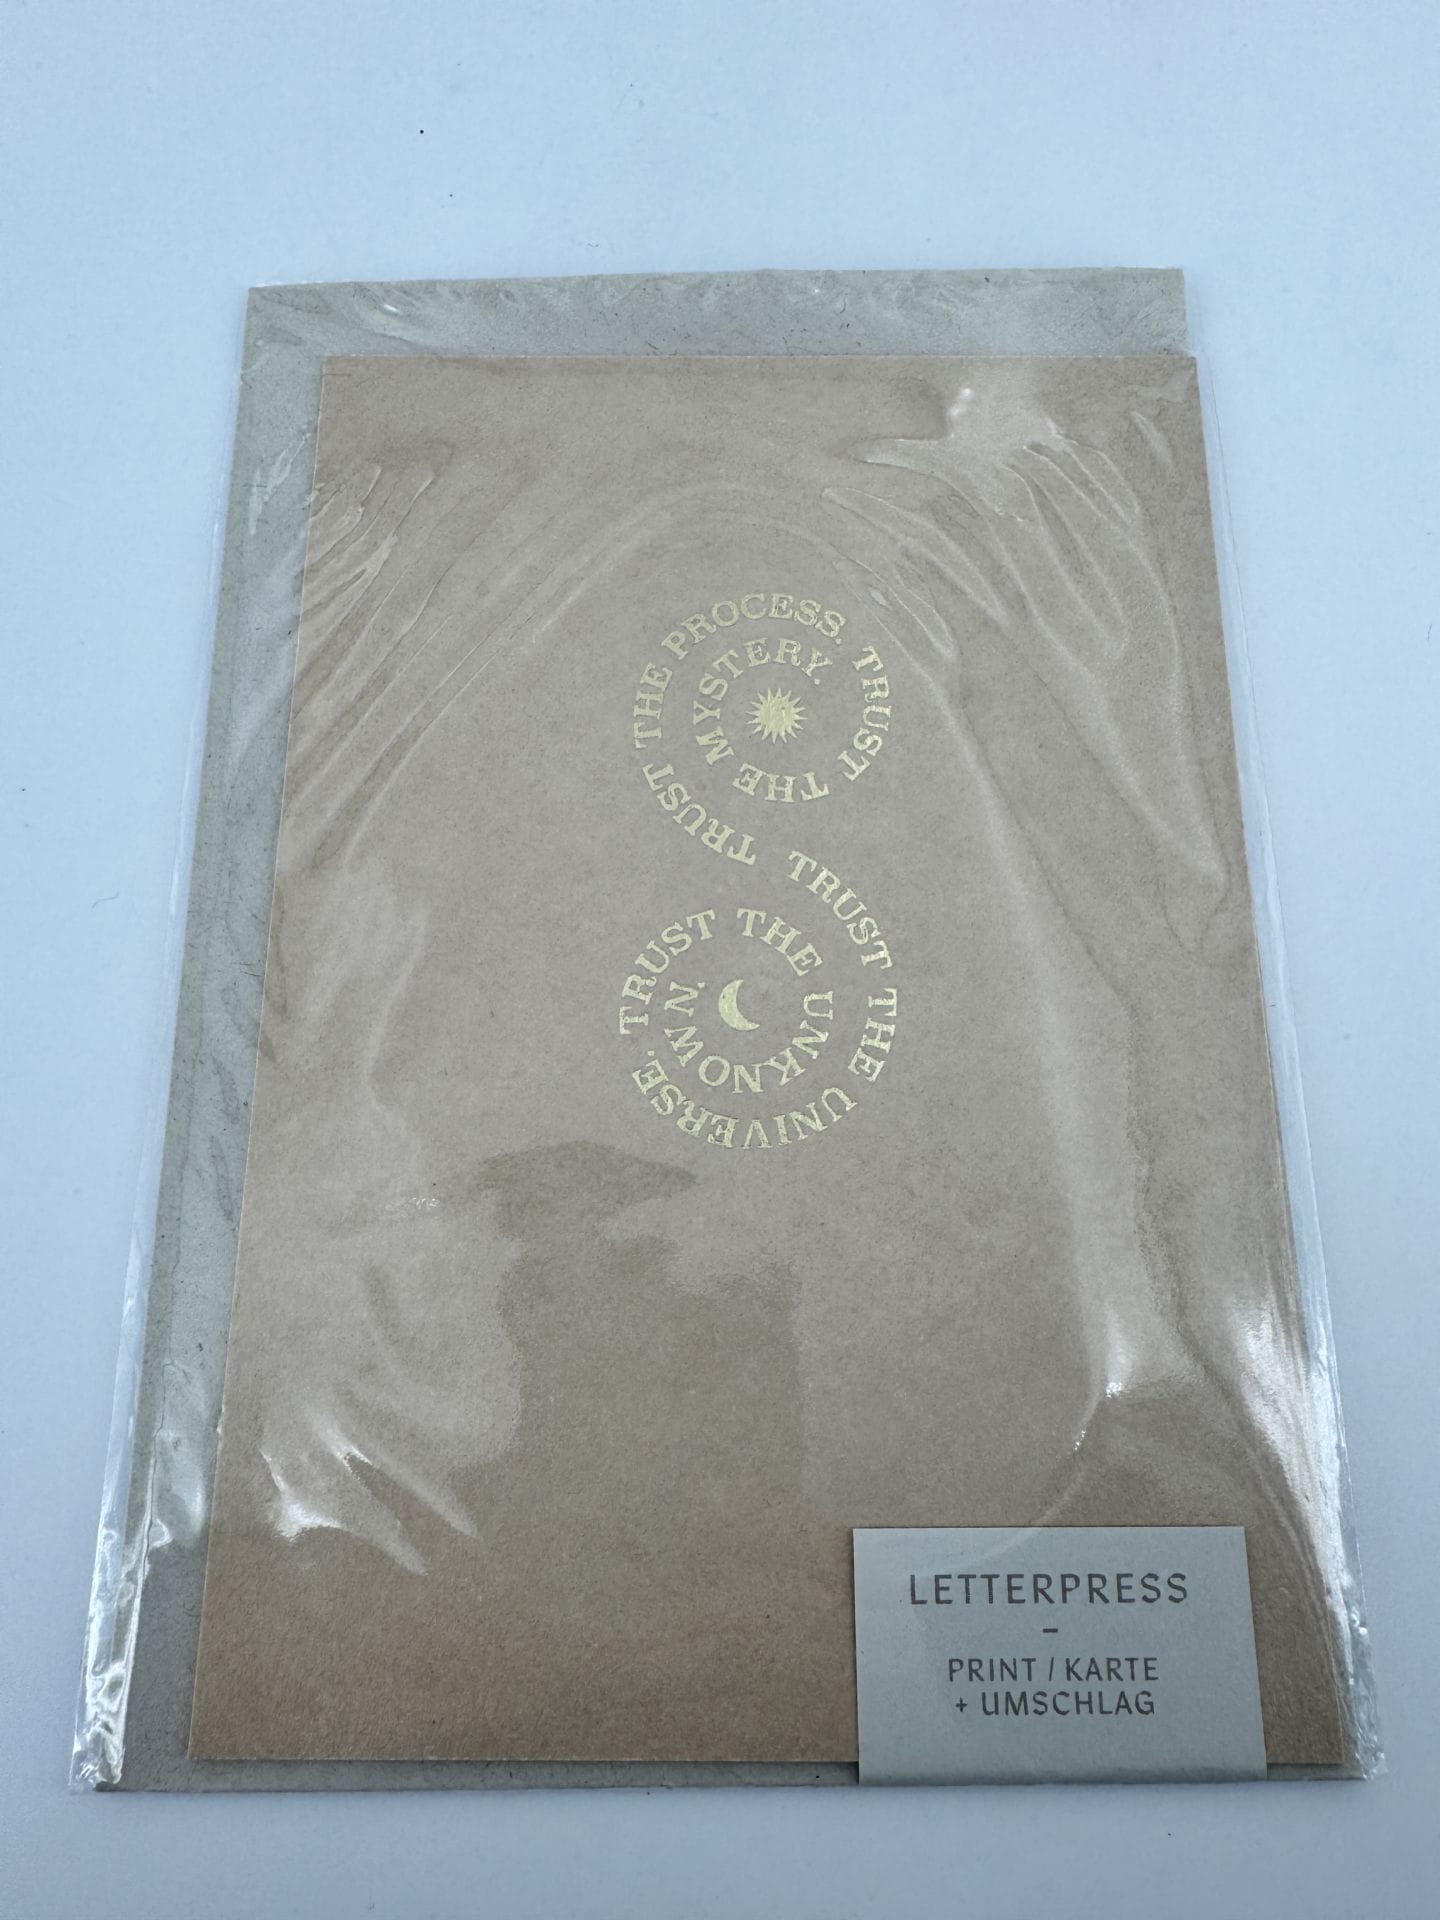 TRUST THE PROCESS. TRUST THE MYSTERY.
TRUST THE UNIVERSE. TRUST THE UNKNOWN.
LETTERPRESS
–
PRINT / KARTE
+ UMSCHLAG